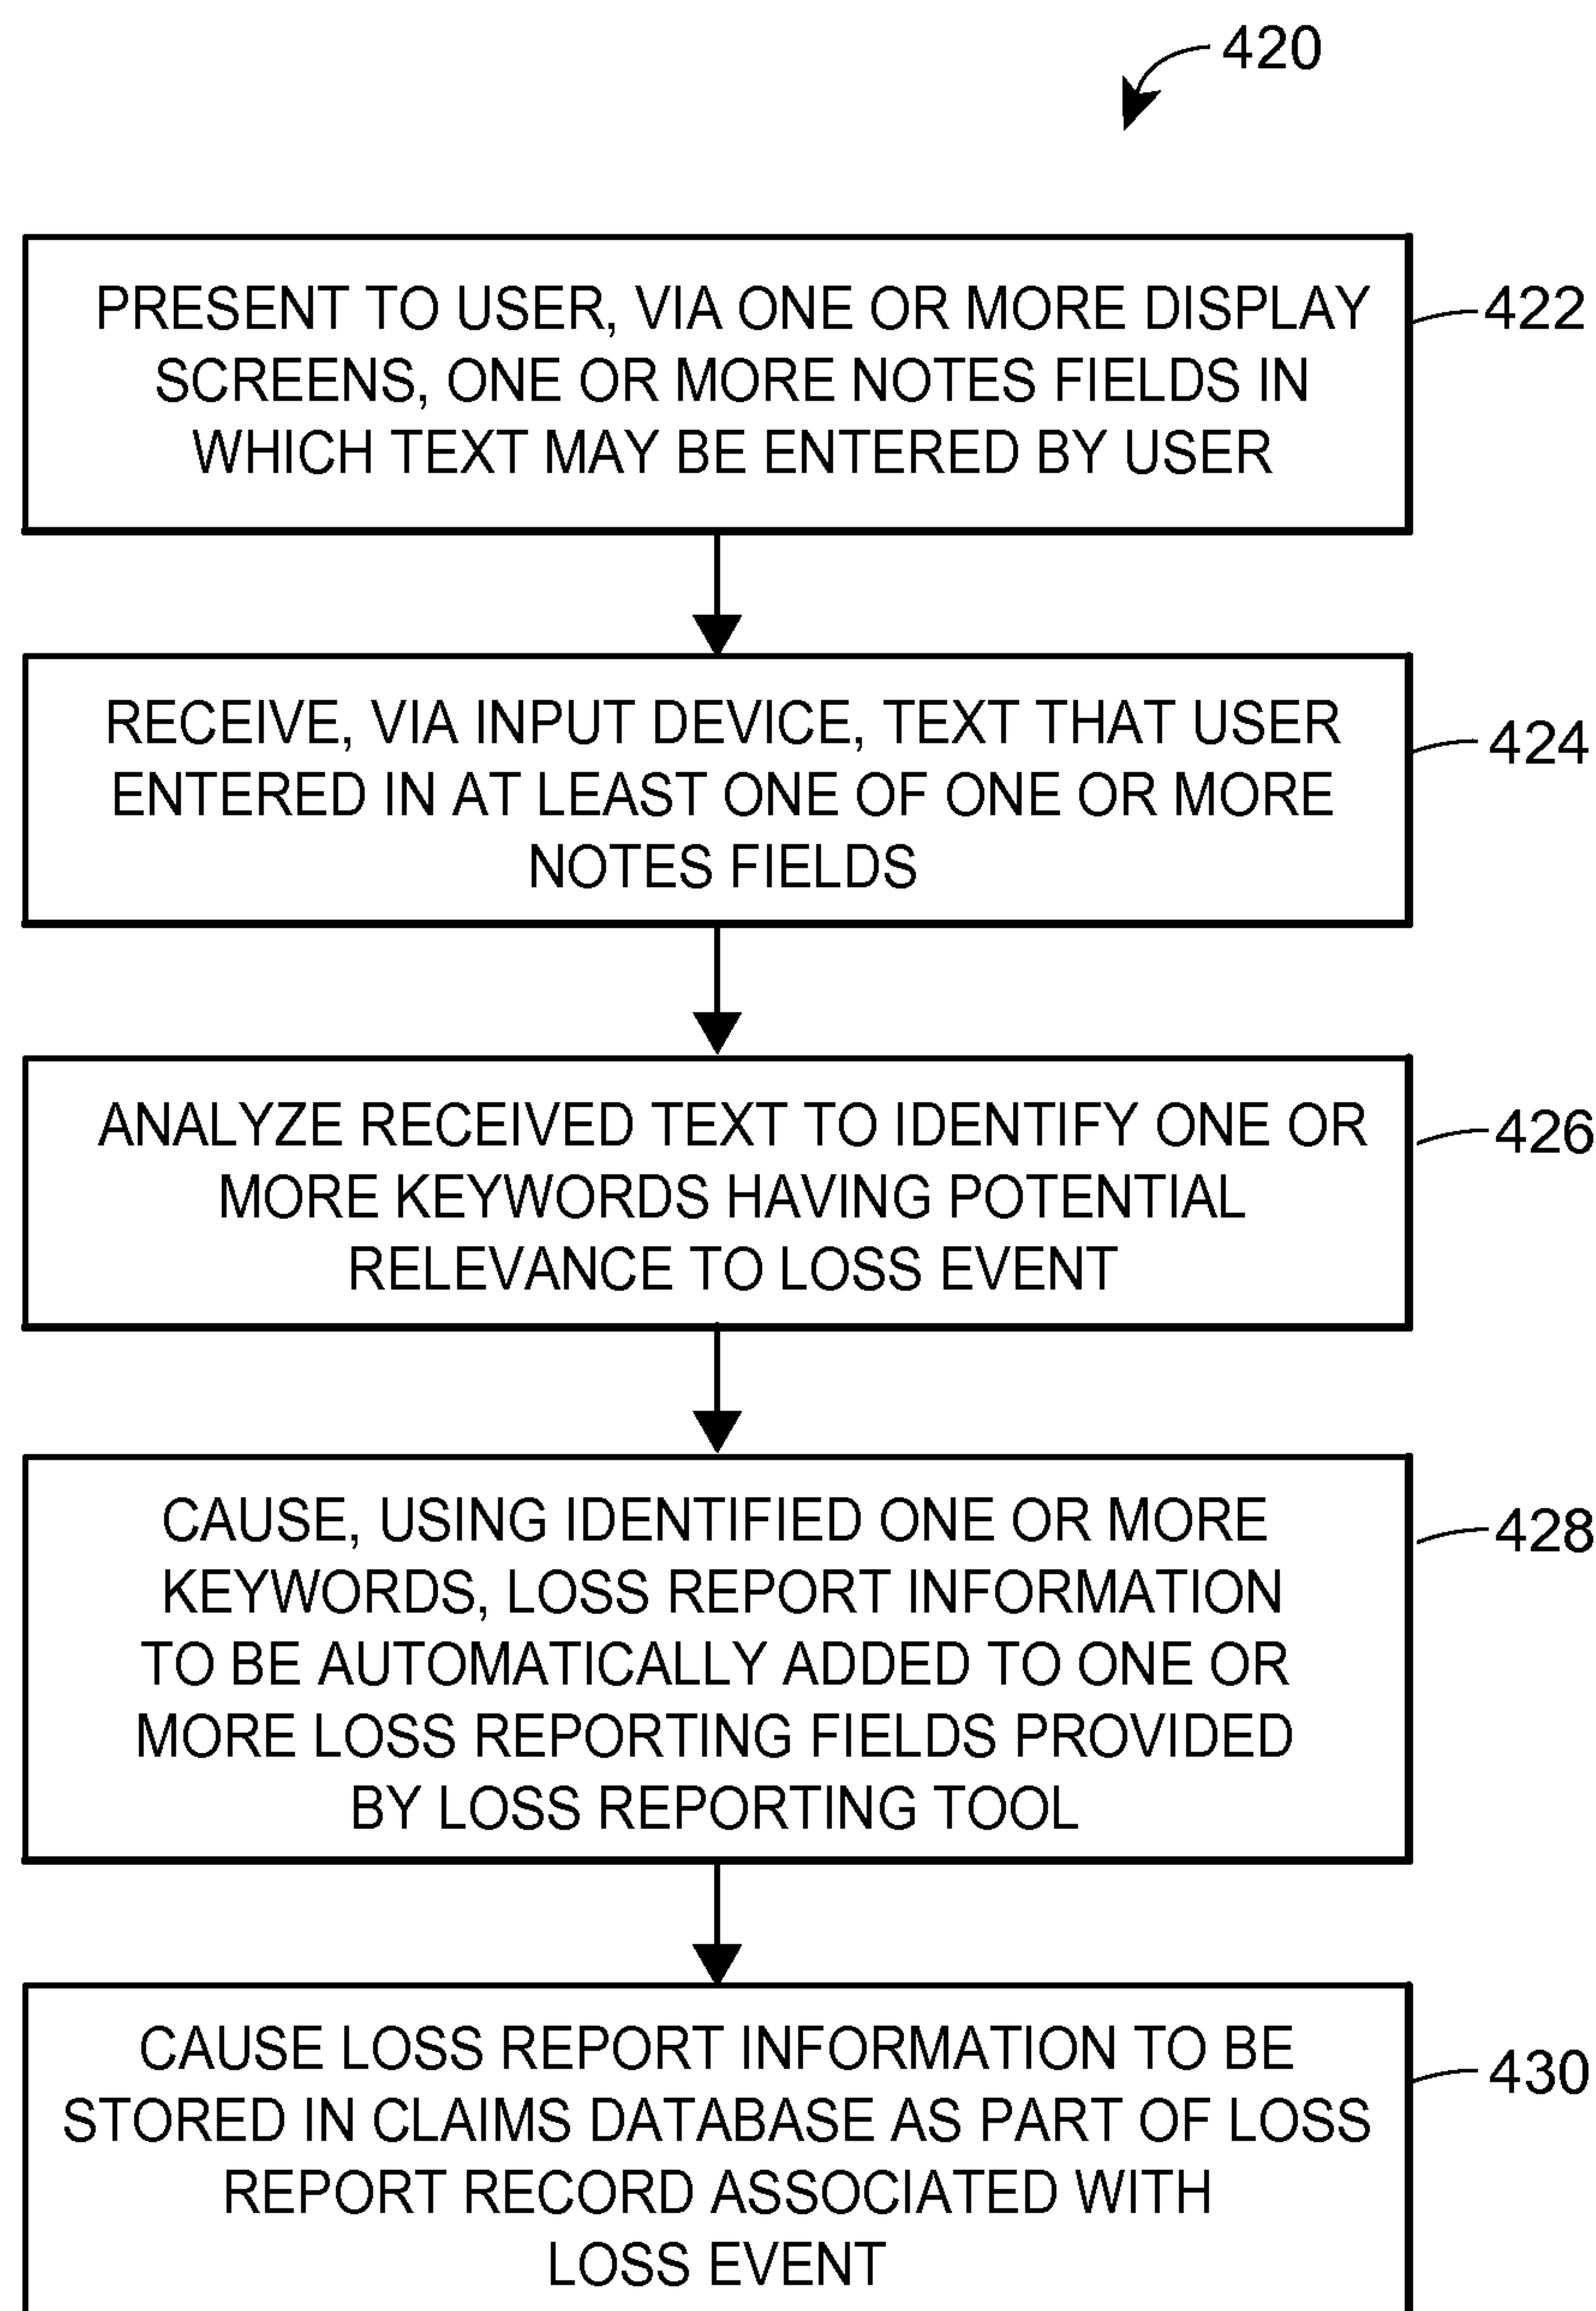 420
PRESENT TO USER, VIA ONE OR MORE DISPLAY
SCREENS, ONE OR MORE NOTES FIELDS IN
WHICH TEXT MAY BE ENTERED BY USER
422
RECEIVE, VIA INPUT DEVICE, TEXT THAT USER
ENTERED IN AT LEAST ONE OF ONE OR MORE
NOTES FIELDS
424
ANALYZE RECEIVED TEXT TO IDENTIFY ONE OR
MORE KEYWORDS HAVING POTENTIAL
RELEVANCE TO LOSS EVENT
426
CAUSE, USING IDENTIFIED ONE OR MORE
KEYWORDS, LOSS REPORT INFORMATION
TO BE AUTOMATICALLY ADDED TO ONE OR
MORE LOSS REPORTING FIELDS PROVIDED
BY LOSS REPORTING TOOL
428
CAUSE LOSS REPORT INFORMATION TO BE
STORED IN CLAIMS DATABASE AS PART OF LOSS
REPORT RECORD ASSOCIATED WITH
LOSS EVENT
430